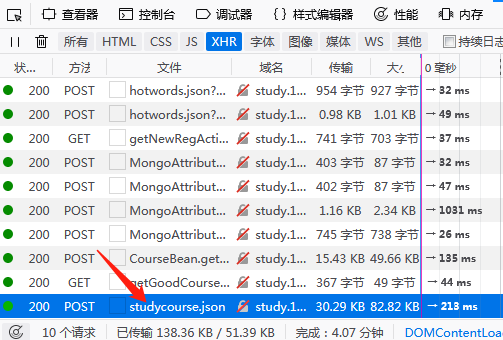 查看器 控制台 调试器 样式编辑器 性能 内存
所有 HTML CSS JS XHR 字体 图像 媒体 WS 其他 持续日志
状... 方法 文件 域名 传输 大小 0 毫秒
200 POST hotwords.json?... study.1... 954 字节 927 字节 → 32 ms
200 POST hotwords.json?... study.1... 0.98 KB 1.01 KB → 49 ms
200 GET getNewRegActi... study.1... 741 字节 703 字节 → 37 ms
200 POST MongoAttribut... study.1... 403 字节 87 字节 → 32 ms
200 POST MongoAttribut... study.1... 402 字节 87 字节 → 47 ms
200 POST MongoAttribut... study.1... 1.16 KB 2.34 KB → 1031 ms
200 POST MongoAttribut... study.1... 745 字节 738 字节 → 26 ms
200 POST CourseBean.get... study.1... 15.43 KB 49.66 KB → 135 ms
200 GET getGoodCourse... study.1... 367 字节 49 字节 → 44 ms
200 POST studycourse.json study.1... 30.29 KB 82.82 KB → 213 ms
10 个请求 已传输 138.36 KB / 51.39 KB 完成：4.07 分钟 DOMContentLoa